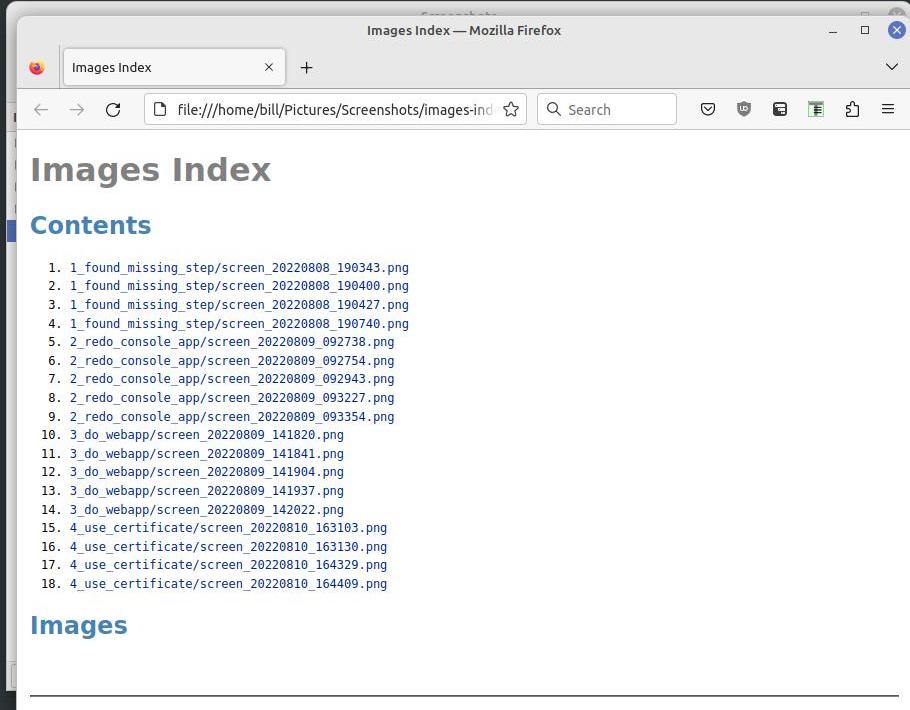 Screenshots
Images Index — Mozilla Firefox
Images Index
file:///home/bill/Pictures/Screenshots/images-ind
Search
Images Index
Contents
1. 1_found_missing_step/screen_20220808_190343.png
2. 1_found_missing_step/screen_20220808_190400.png
3. 1_found_missing_step/screen_20220808_190427.png
4. 1_found_missing_step/screen_20220808_190740.png
5. 2_redo_console_app/screen_20220809_092738.png
6. 2_redo_console_app/screen_20220809_092754.png
7. 2_redo_console_app/screen_20220809_092943.png
8. 2_redo_console_app/screen_20220809_093227.png
9. 2_redo_console_app/screen_20220809_093354.png
10. 3_do_webapp/screen_20220809_141820.png
11. 3_do_webapp/screen_20220809_141841.png
12. 3_do_webapp/screen_20220809_141904.png
13. 3_do_webapp/screen_20220809_141937.png
14. 3_do_webapp/screen_20220809_142022.png
15. 4_use_certificate/screen_20220810_163103.png
16. 4_use_certificate/screen_20220810_163130.png
17. 4_use_certificate/screen_20220810_164329.png
18. 4_use_certificate/screen_20220810_164409.png
Images